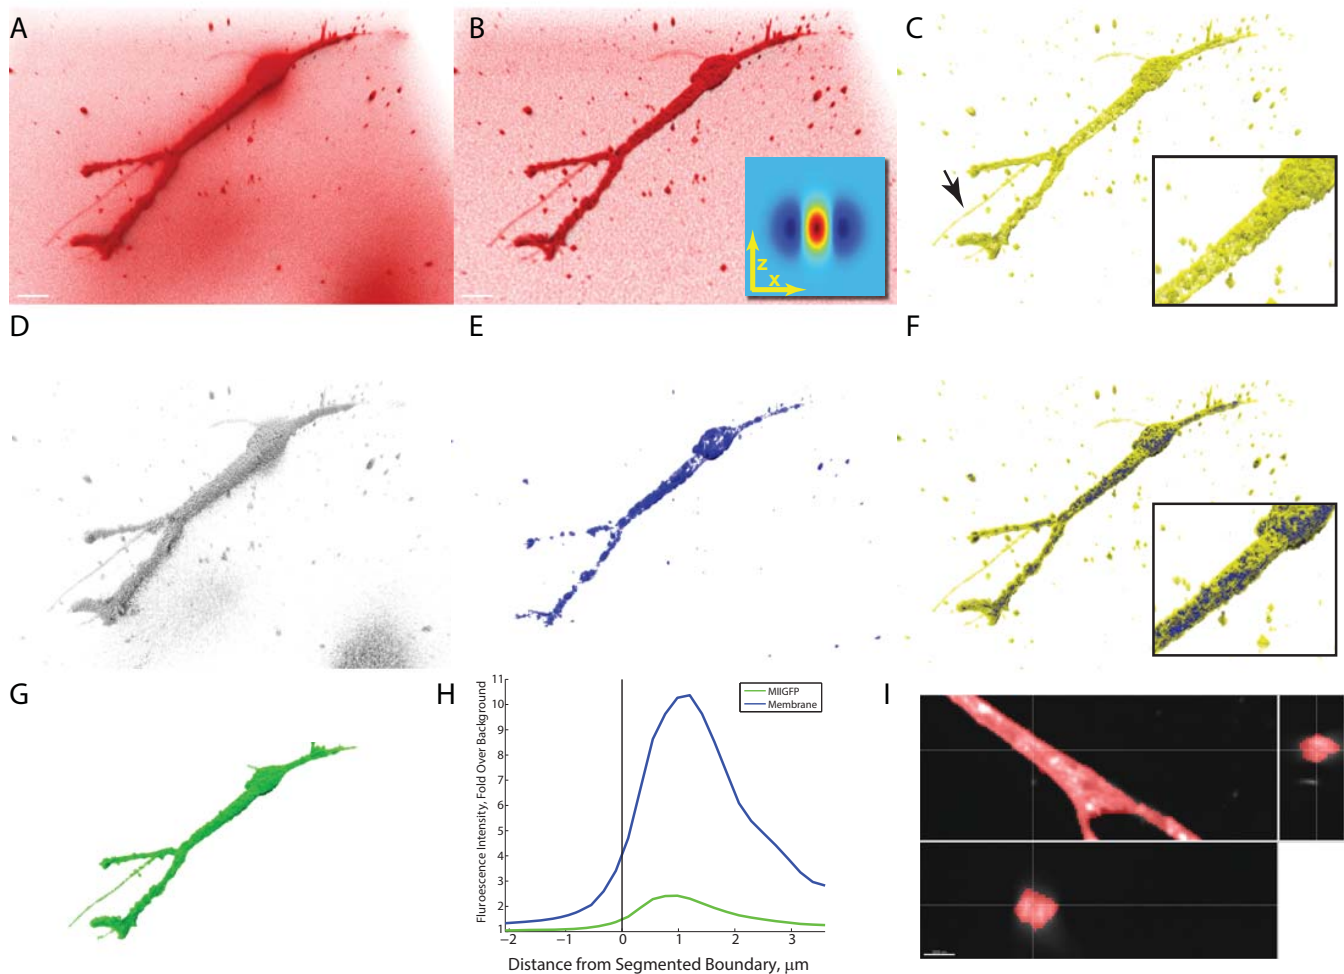 A
B
C
z
x
D
E
F
G
H
I
Fluroescence Intensity, Fold Over Background
11
10
9
8
7
6
5
4
3
2
1
MIIGFP
Membrane
−2
−1
0
1
2
3
Distance from Segmented Boundary, μm